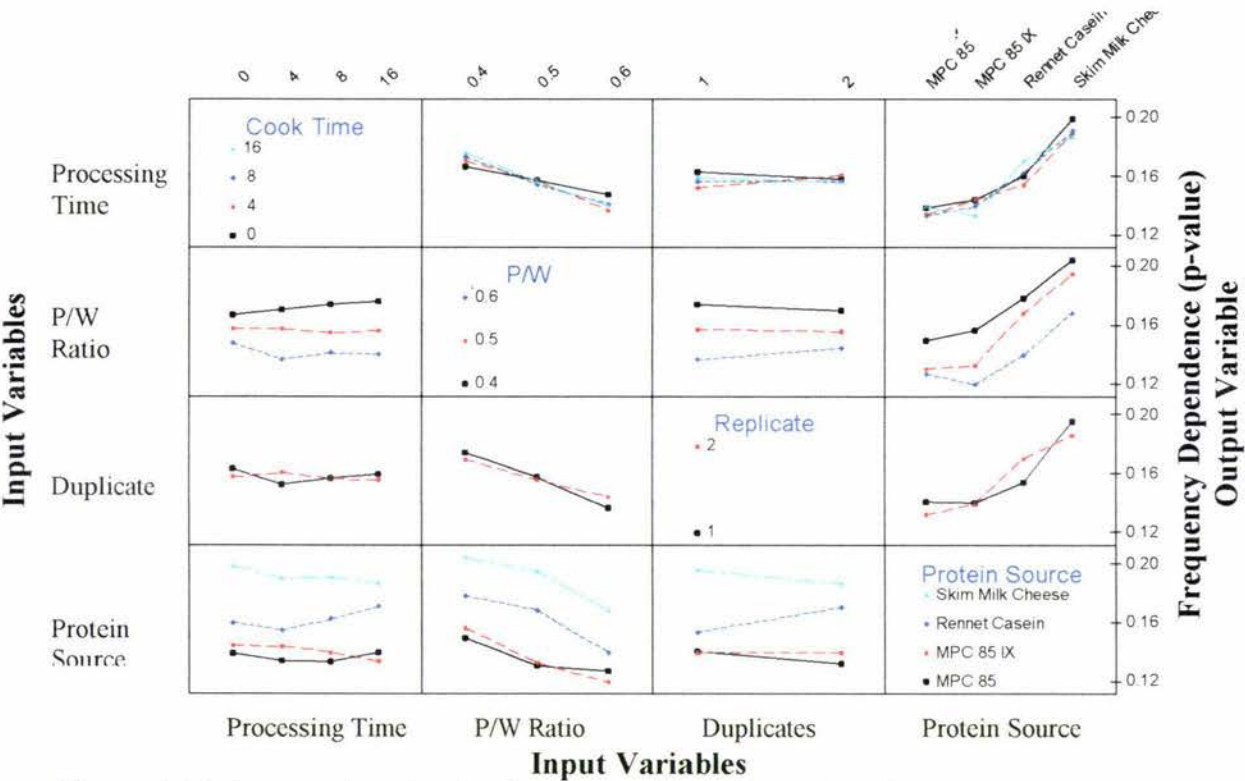 0 4 8 16 0.4 0.5 0.6 1 2 MPC 85 MPC 85 IX Rennet Casein
Processing
Time
Cook Time
16
8
4
0
0.20
0.16
0.12
P/W
Ratio
P/W
0.6
0.5
0.4
0.20
0.16
0.12
Duplicate
Replicate
2
1
0.20
0.16
0.12
Protein
Source
Protein Source
Skim Milk Cheese
Rennet Casein
MPC 85 IX
MPC 85
0.20
0.16
0.12
Input Variables
Frequency Dependence (p-value)
Output Variable
Processing Time P/W Ratio Duplicates Protein Source
Input Variables